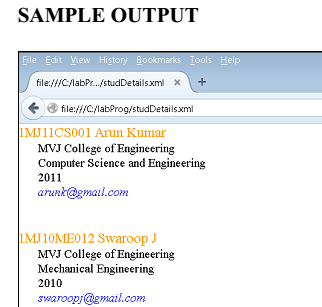 SAMPLE OUTPUT
File Edit View History Bookmarks Tools Help
file:///C:/labPr.../studDetails.xml × +
file:///C:/labProg/studDetails.xml
1MJ11CS001 Arun Kumar
MVJ College of Engineering
Computer Science and Engineering
2011
arunk@gmail.com
1MJ10ME012 Swaroop J
MVJ College of Engineering
Mechanical Engineering
2010
swaroopj@gmail.com